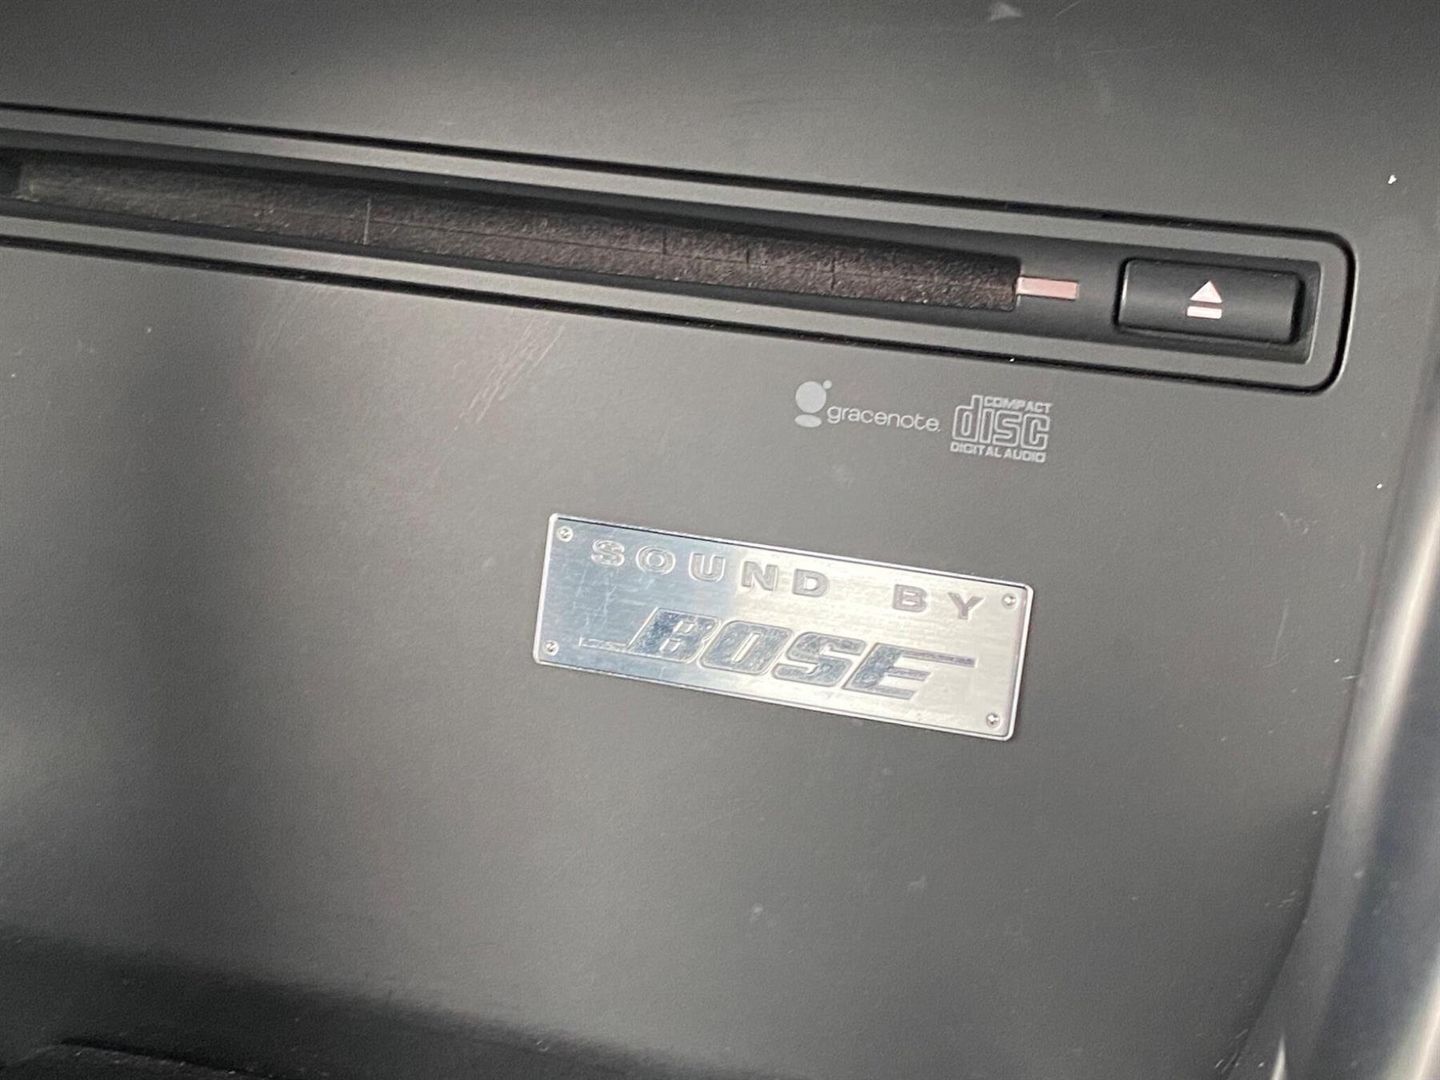 gracenote.
COMPACT
disc
DIGITAL AUDIO
SOUND BY
BOSE